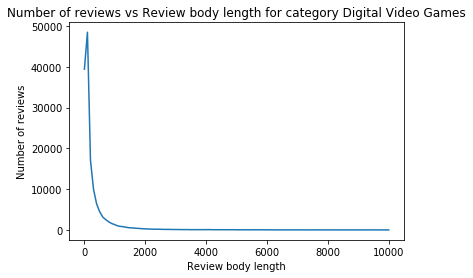 Number of reviews vs Review body length for category Digital Video Games
50000
40000
30000
20000
10000
0
Number of reviews
0 2000 4000 6000 8000 10000
Review body length